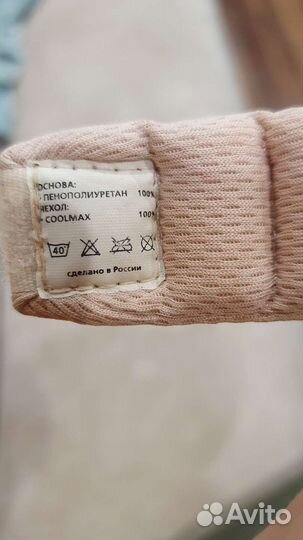 ОСНОВА:
ПЕНОПОЛИУРЕТАН 100%
ЧЕХОЛ:
COOLMAX 100%
40
сделано в России
Avito